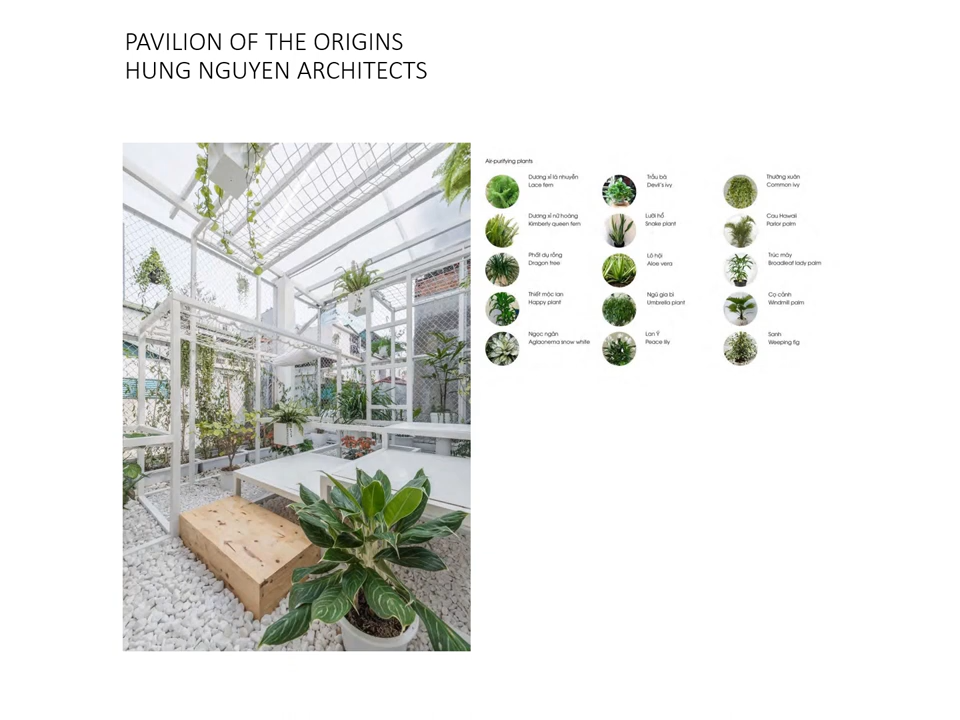 PAVILION OF THE ORIGINS
HUNG NGUYEN ARCHITECTS
Air-purifying plants
Dương xỉ lá nhuyễn
Lace fern
Dương xỉ nữ hoàng
Kimberly queen fern
Phất dụ rồng
Dragon tree
Thiết mộc lan
Happy plant
Ngọc ngân
Aglaonema snow white
Trầu bà
Devil's ivy
Lưỡi hổ
Snake plant
Lô hội
Aloe vera
Ngũ gia bì
Umbrella plant
Lan Ý
Peace lily
Thường xuân
Common ivy
Cau Hawaii
Parlor palm
Trúc mây
Broadleaf lady palm
Cọ cảnh
Windmill palm
Sanh
Weeping fig